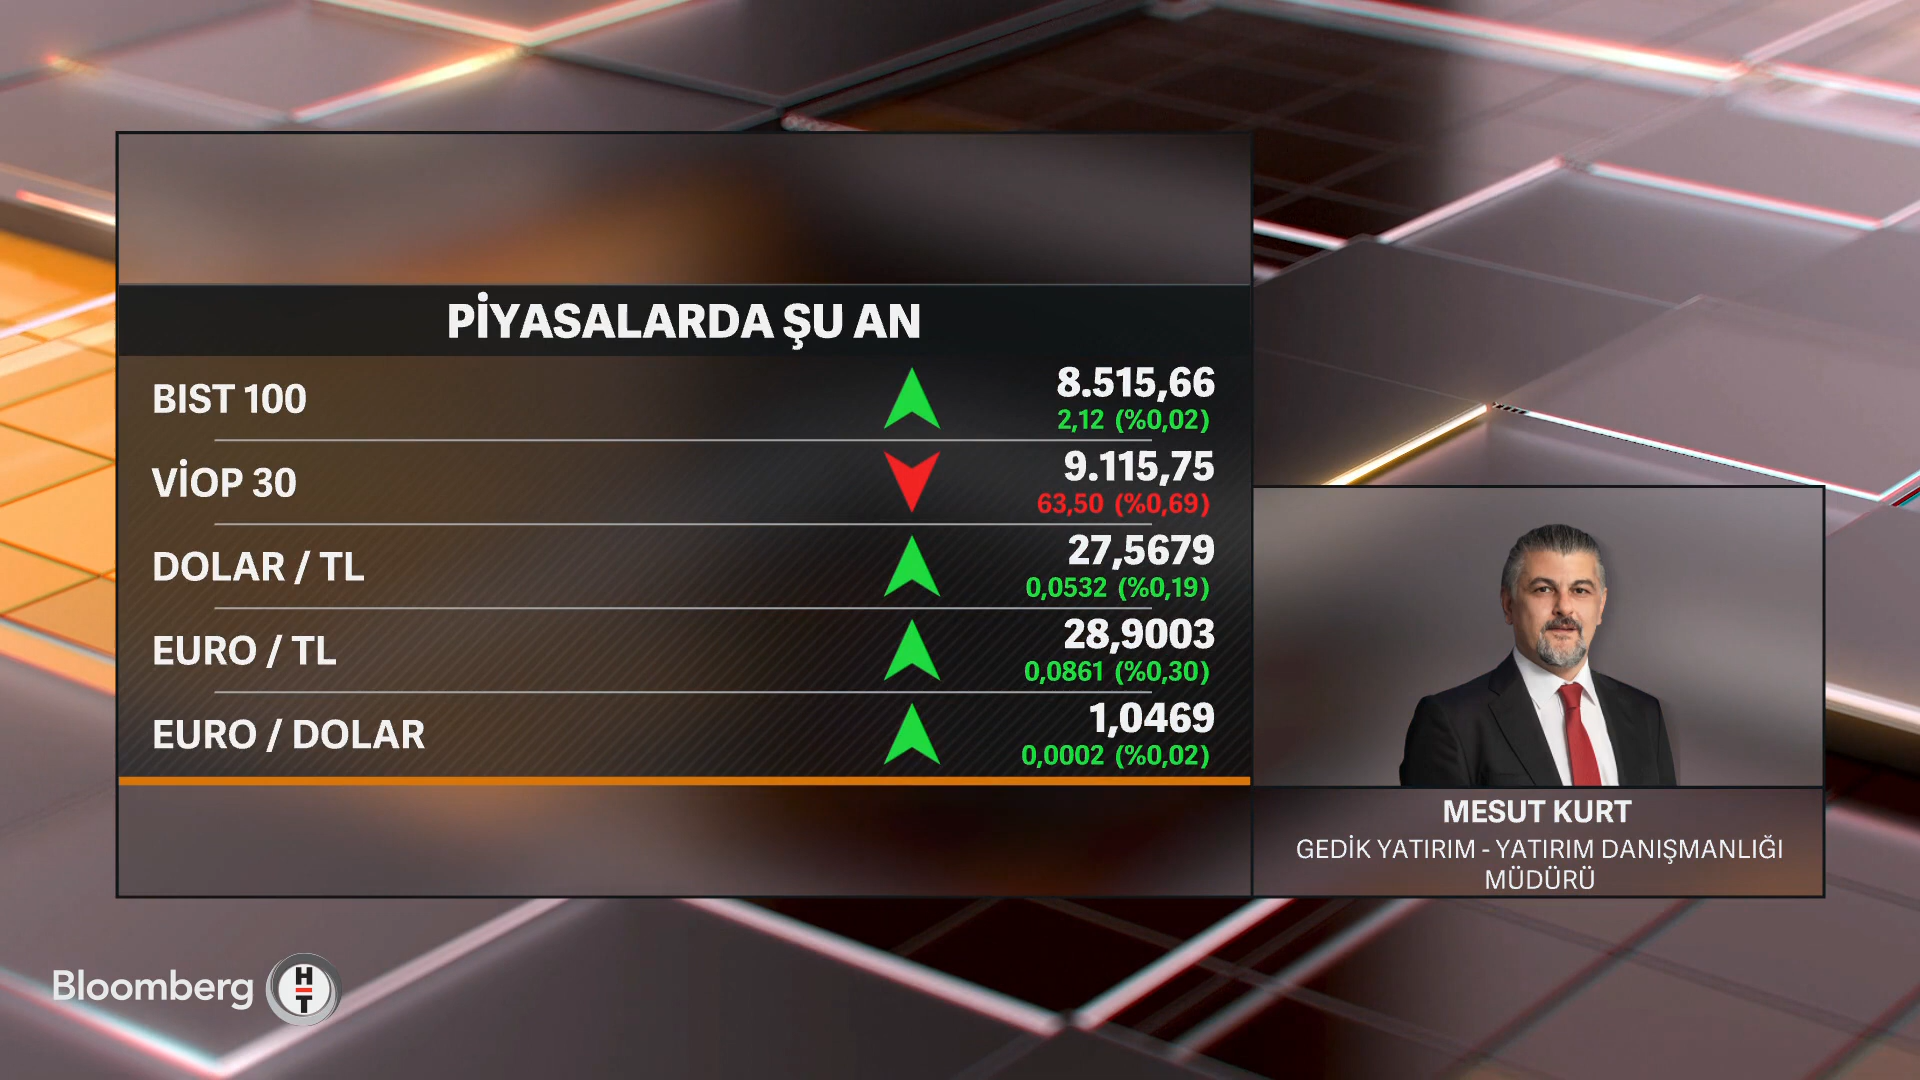 PİYASALARDA ŞU AN
BIST 100
8.515,66
2,12 (%0,02)
VİOP 30
9.115,75
63,50 (%0,69)
DOLAR / TL
27,5679
0,0532 (%0,19)
EURO / TL
28,9003
0,0861 (%0,30)
EURO / DOLAR
1,0469
0,0002 (%0,02)
MESUT KURT
GEDİK YATIRIM - YATIRIM DANIŞMANLIĞI
MÜDÜRÜ
Bloomberg HT